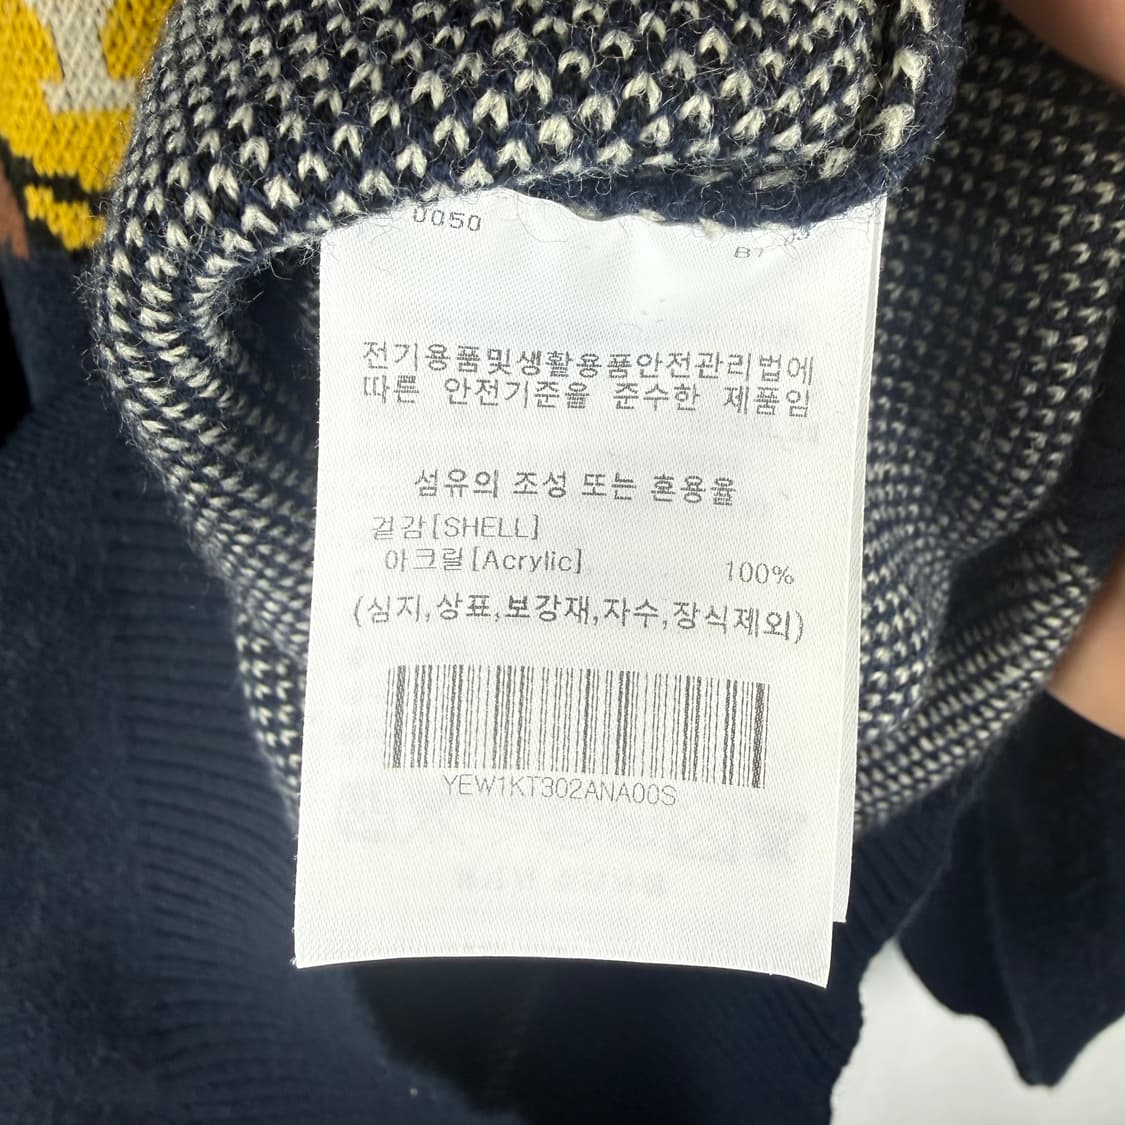 0050
전기용품및생활용품안전관리법에
따른 안전기준을 준수한 제품임
섬유의 조성 또는 혼용율
겉감[SHELL]
아크릴[Acrylic] 100%
(심지,상표,보강재,자수,장식제외)
YEW1KT302ANA00S